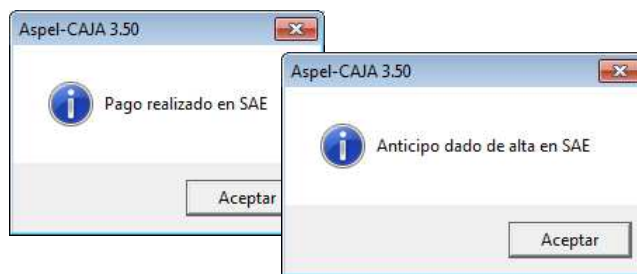 Aspel-CAJA 3.50
Pago realizado en SAE
Aceptar
Aspel-CAJA 3.50
Anticipo dado de alta en SAE
Aceptar